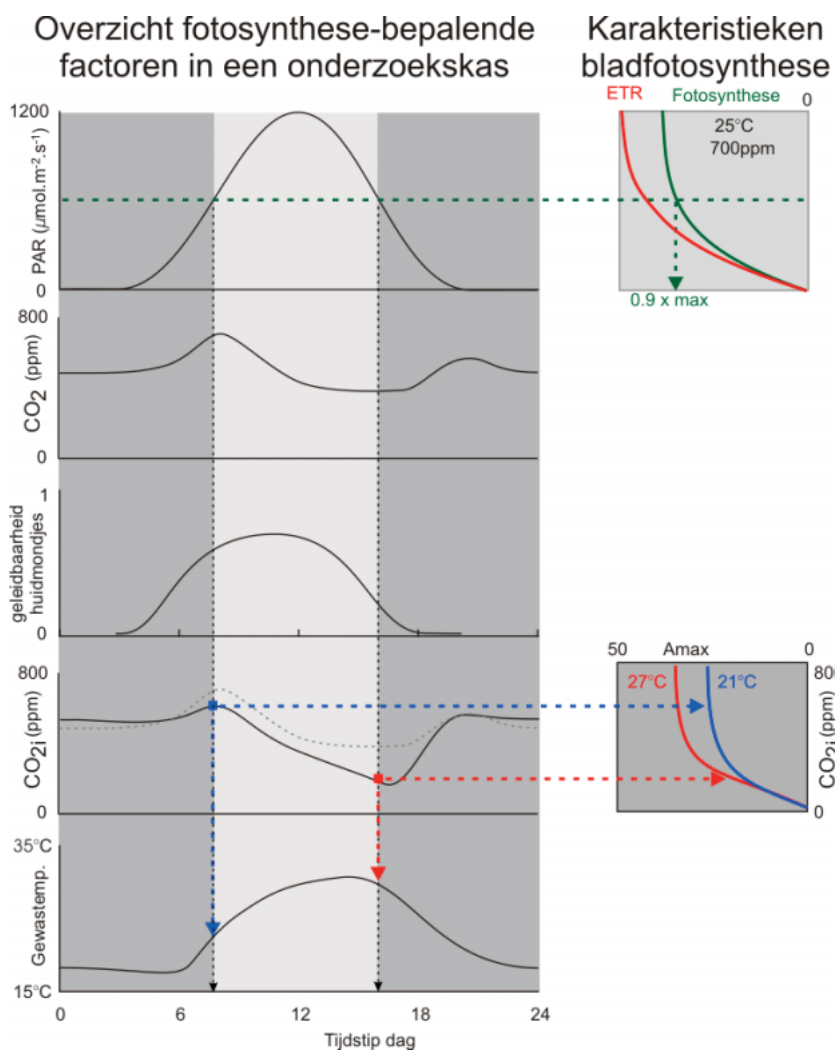 Overzicht fotosynthese-bepalende
factoren in een onderzoekskas
Karakteristieken
bladfotosynthese
1200
PAR (µmol.m⁻².s⁻¹)
0
ETR
Fotosynthese
0
25°C
700ppm
0.9 x max
800
CO₂ (ppm)
0
1
geleidbaarheid
huidmondjes
0
800
CO₂i (ppm)
0
50
Amax
0
27°C
21°C
800
CO₂i (ppm)
0
35°C
Gewastemp.
15°C
0
6
12
18
24
Tijdstip dag